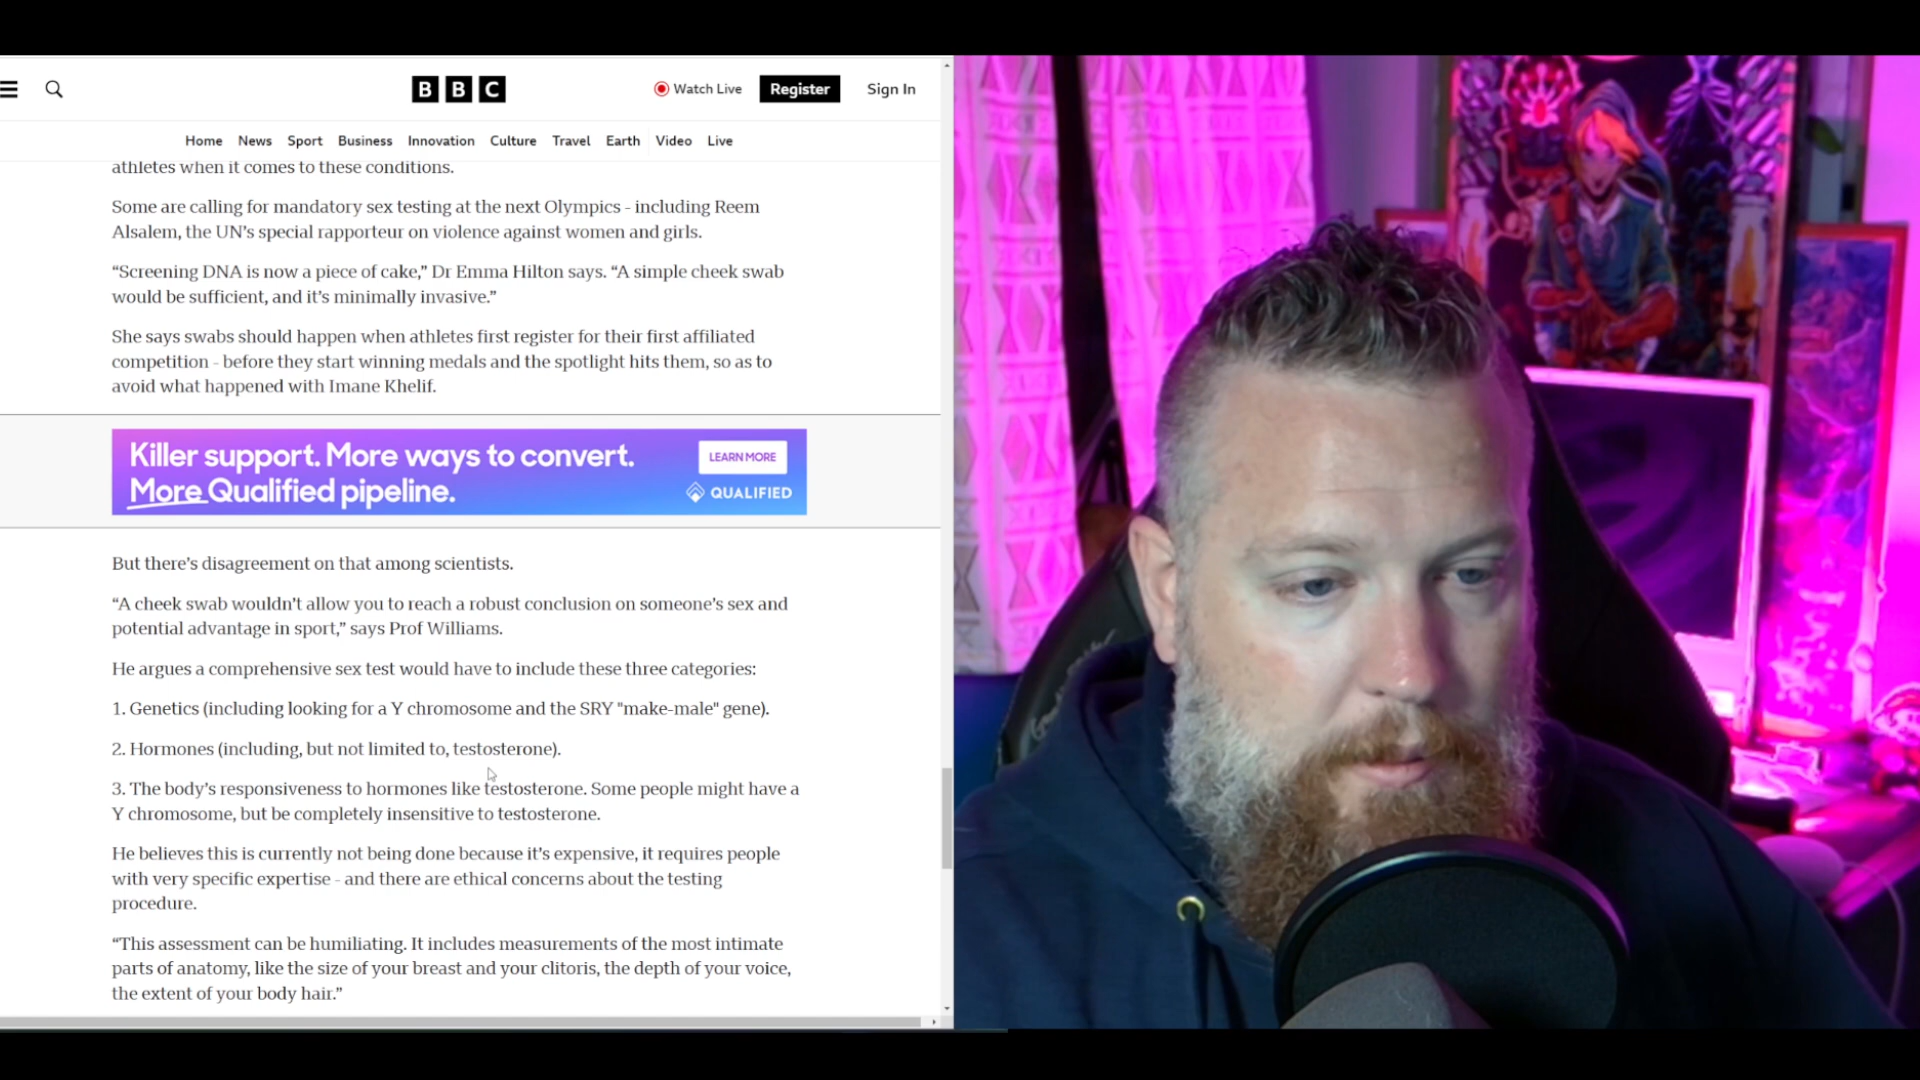 BBC
Watch Live
Register
Sign In
Home News Sport Business Innovation Culture Travel Earth Video Live
athletes when it comes to these conditions.
Some are calling for mandatory sex testing at the next Olympics - including Reem
Alsalem, the UN's special rapporteur on violence against women and girls.
“Screening DNA is now a piece of cake,” Dr Emma Hilton says. “A simple cheek swab
would be sufficient, and it’s minimally invasive.”
She says swabs should happen when athletes first register for their first affiliated
competition - before they start winning medals and the spotlight hits them, so as to
avoid what happened with Imane Khelif.
Killer support. More ways to convert.
More Qualified pipeline.
LEARN MORE
QUALIFIED
But there’s disagreement on that among scientists.
“A cheek swab wouldn’t allow you to reach a robust conclusion on someone’s sex and
potential advantage in sport,” says Prof Williams.
He argues a comprehensive sex test would have to include these three categories:
1. Genetics (including looking for a Y chromosome and the SRY "make-male" gene).
2. Hormones (including, but not limited to, testosterone).
3. The body’s responsiveness to hormones like testosterone. Some people might have a
Y chromosome, but be completely insensitive to testosterone.
He believes this is currently not being done because it’s expensive, it requires people
with very specific expertise - and there are ethical concerns about the testing
procedure.
“This assessment can be humiliating. It includes measurements of the most intimate
parts of anatomy, like the size of your breast and your clitoris, the depth of your voice,
the extent of your body hair.”